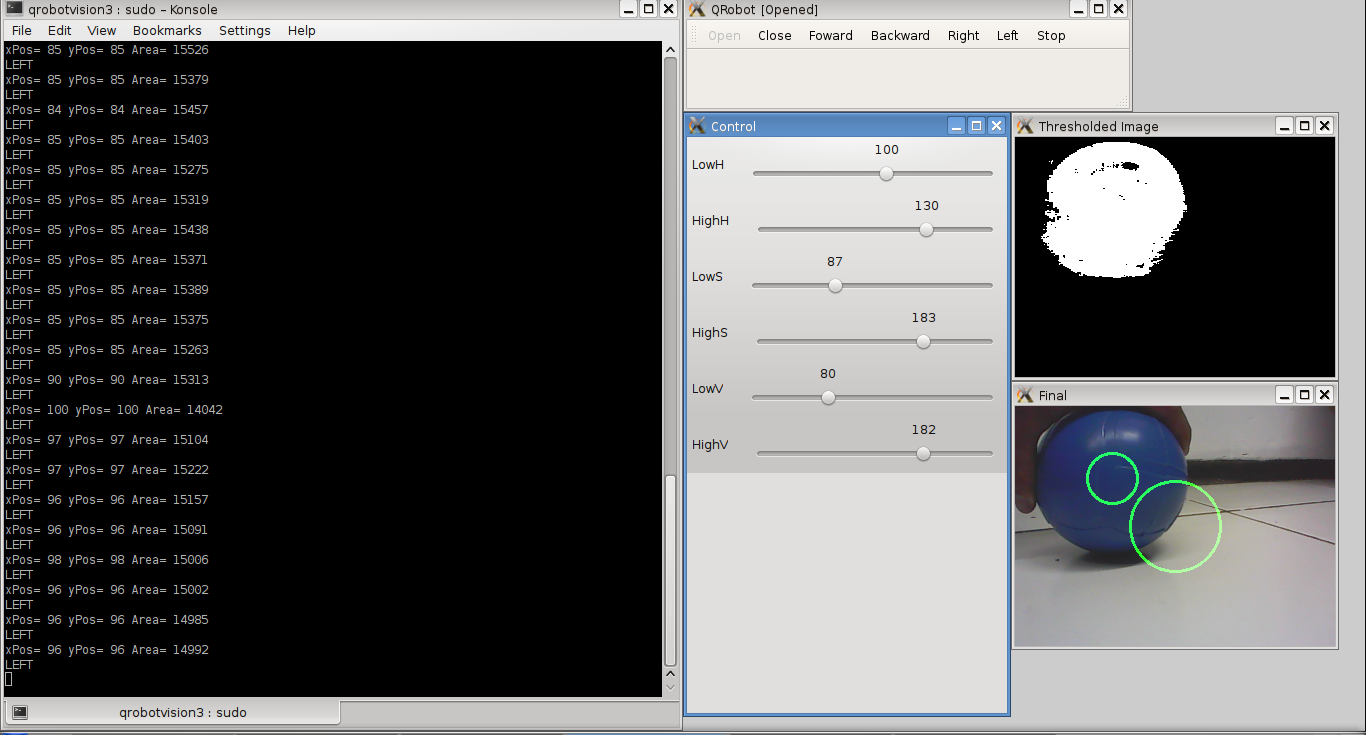 qrobotvision3 : sudo – Konsole
File Edit View Bookmarks Settings Help
xPos= 85 yPos= 85 Area= 15526
LEFT
xPos= 85 yPos= 85 Area= 15379
LEFT
xPos= 84 yPos= 84 Area= 15457
LEFT
xPos= 85 yPos= 85 Area= 15403
LEFT
xPos= 85 yPos= 85 Area= 15275
LEFT
xPos= 85 yPos= 85 Area= 15319
LEFT
xPos= 85 yPos= 85 Area= 15438
LEFT
xPos= 85 yPos= 85 Area= 15371
LEFT
xPos= 85 yPos= 85 Area= 15389
LEFT
xPos= 85 yPos= 85 Area= 15375
LEFT
xPos= 85 yPos= 85 Area= 15263
LEFT
xPos= 90 yPos= 90 Area= 15313
LEFT
xPos= 100 yPos= 100 Area= 14042
LEFT
xPos= 97 yPos= 97 Area= 15104
LEFT
xPos= 97 yPos= 97 Area= 15222
LEFT
xPos= 96 yPos= 96 Area= 15157
LEFT
xPos= 96 yPos= 96 Area= 15091
LEFT
xPos= 98 yPos= 98 Area= 15006
LEFT
xPos= 96 yPos= 96 Area= 15002
LEFT
xPos= 96 yPos= 96 Area= 14985
LEFT
xPos= 96 yPos= 96 Area= 14992
LEFT
qrobotvision3 : sudo
QRobot [Opened]
Open Close Foward Backward Right Left Stop
Control
100
LowH
130
HighH
87
LowS
183
HighS
80
LowV
182
HighV
Thresholded Image
Final